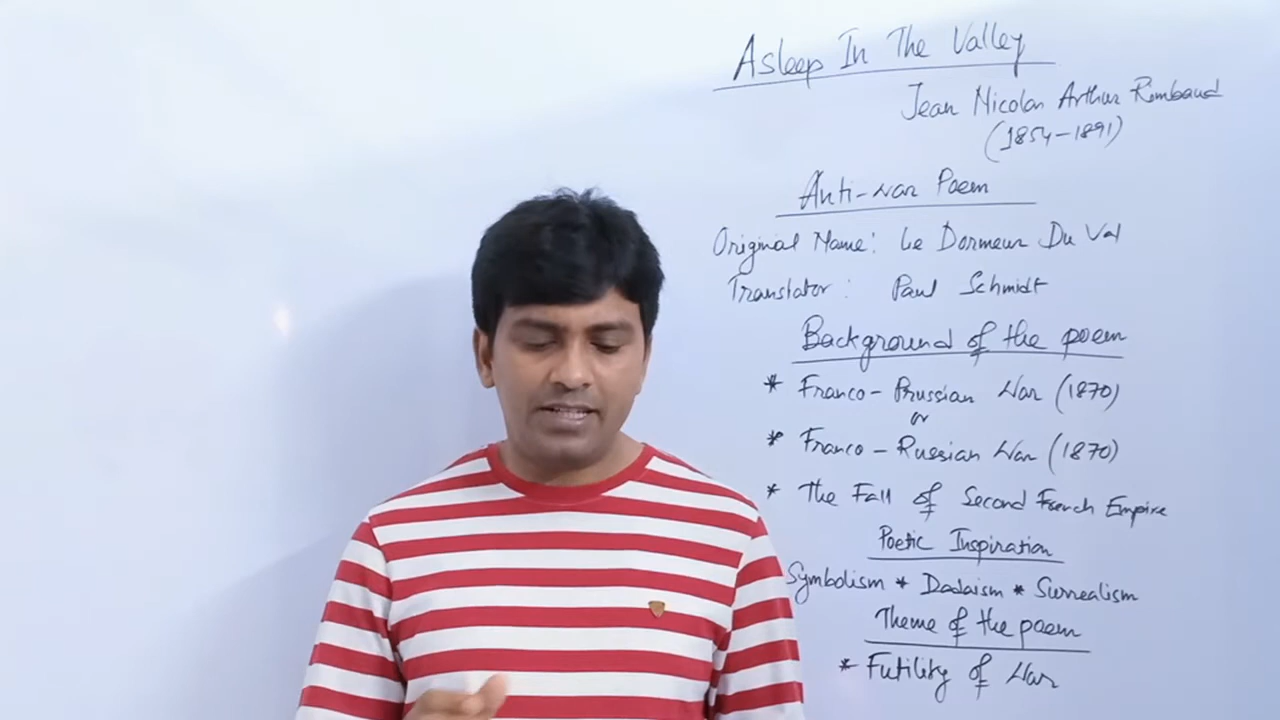 Asleep In The Valley
Jean Nicolas Arthur Rimbaud
(1854-1891)
Anti-war Poem
Original Name: Le Dormeur Du Val
Translator: Paul Schmidt
Background of the poem
* Franco-Prussian War (1870)
or
* Franco-Russian War (1870)
* The Fall of Second French Empire
Poetic Inspiration
Symbolism * Dadaism * Surrealism
Theme of the poem
* Futility of War